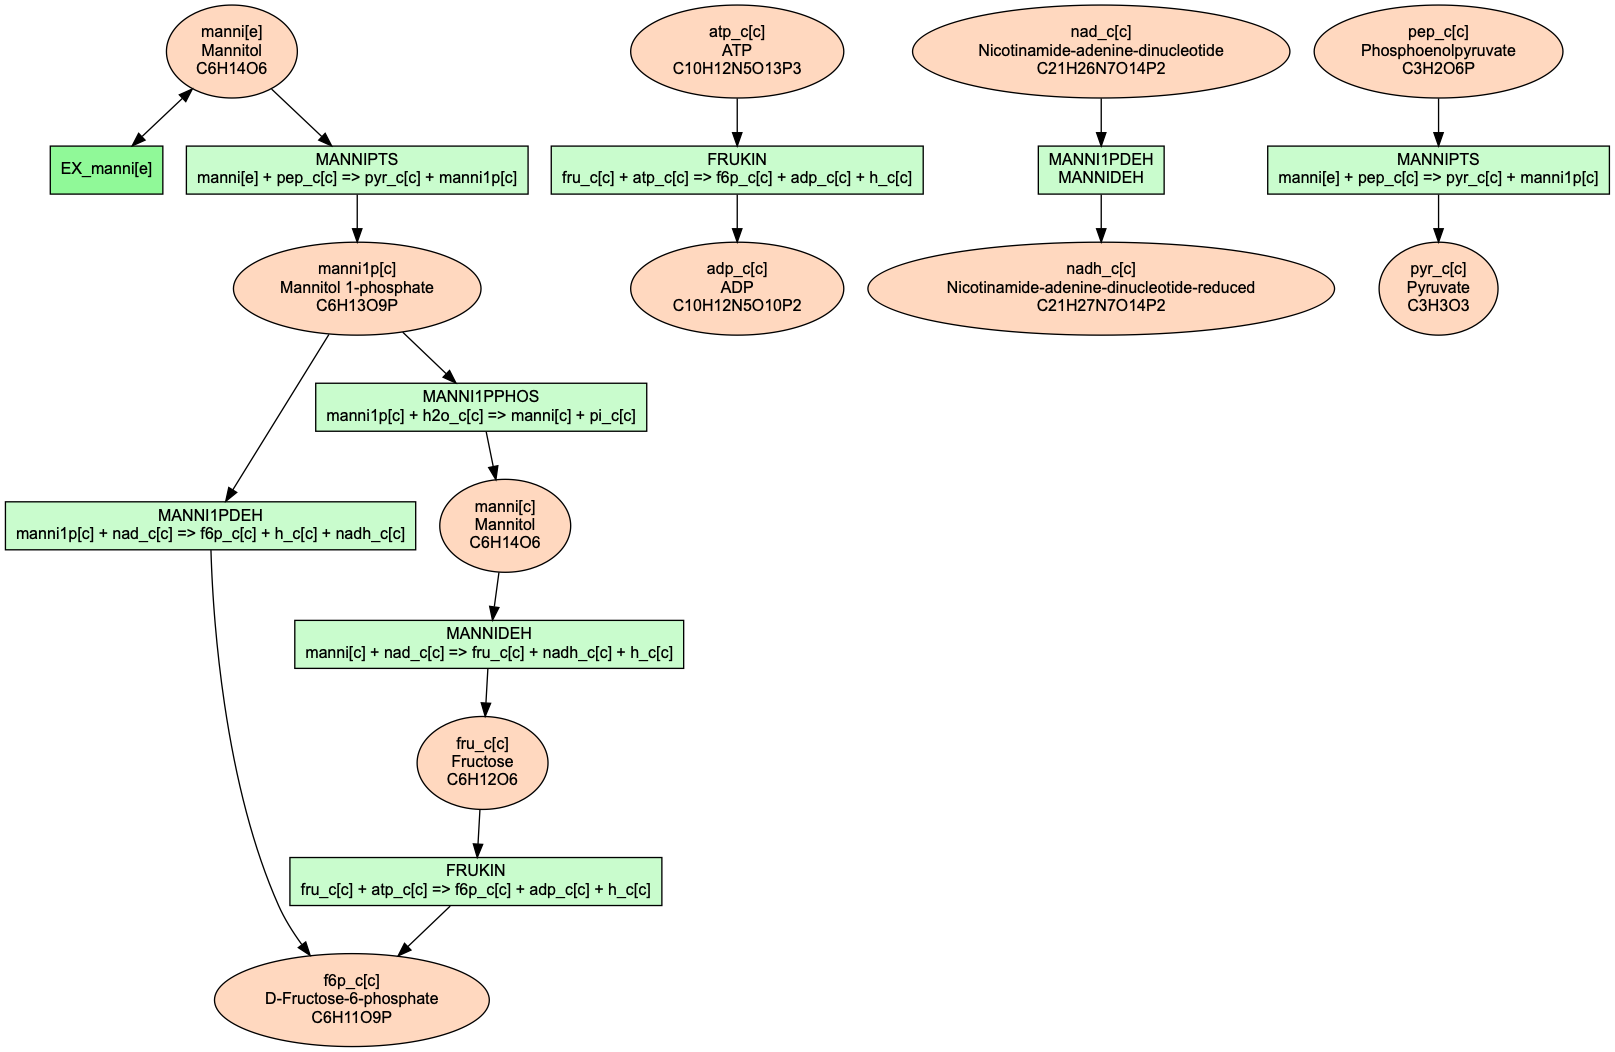 manni[e]
Mannitol
C6H14O6
atp_c[c]
ATP
C10H12N5O13P3
nad_c[c]
Nicotinamide-adenine-dinucleotide
C21H26N7O14P2
pep_c[c]
Phosphoenolpyruvate
C3H2O6P
EX_manni[e]
MANNIPTS
manni[e] + pep_c[c] => pyr_c[c] + manni1p[c]
FRUKIN
fru_c[c] + atp_c[c] => f6p_c[c] + adp_c[c] + h_c[c]
MANNI1PDEH
MANNIDEH
MANNIPTS
manni[e] + pep_c[c] => pyr_c[c] + manni1p[c]
manni1p[c]
Mannitol 1-phosphate
C6H13O9P
adp_c[c]
ADP
C10H12N5O10P2
nadh_c[c]
Nicotinamide-adenine-dinucleotide-reduced
C21H27N7O14P2
pyr_c[c]
Pyruvate
C3H3O3
MANNI1PPHOS
manni1p[c] + h2o_c[c] => manni[c] + pi_c[c]
MANNI1PDEH
manni1p[c] + nad_c[c] => f6p_c[c] + h_c[c] + nadh_c[c]
manni[c]
Mannitol
C6H14O6
MANNIDEH
manni[c] + nad_c[c] => fru_c[c] + nadh_c[c] + h_c[c]
fru_c[c]
Fructose
C6H12O6
FRUKIN
fru_c[c] + atp_c[c] => f6p_c[c] + adp_c[c] + h_c[c]
f6p_c[c]
D-Fructose-6-phosphate
C6H11O9P